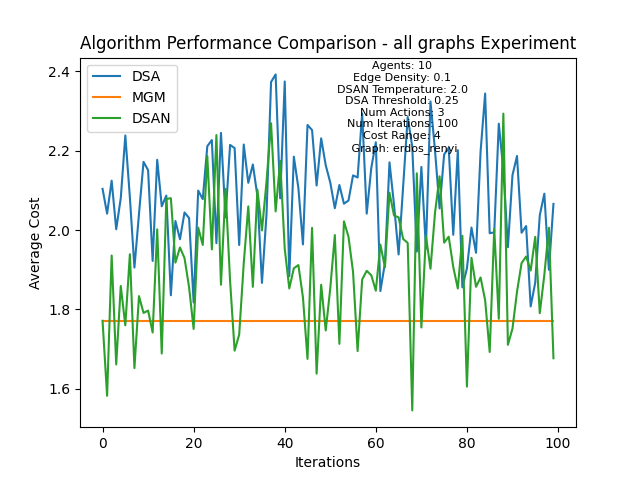 Algorithm Performance Comparison - all graphs Experiment
DSA
MGM
DSAN
Agents: 10
Edge Density: 0.1
DSAN Temperature: 2.0
DSA Threshold: 0.25
Num Actions: 3
Num Iterations: 100
Cost Range: 4
Graph: erdos_renyi
Average Cost
2.4
2.2
2.0
1.8
1.6
0 20 40 60 80 100
Iterations